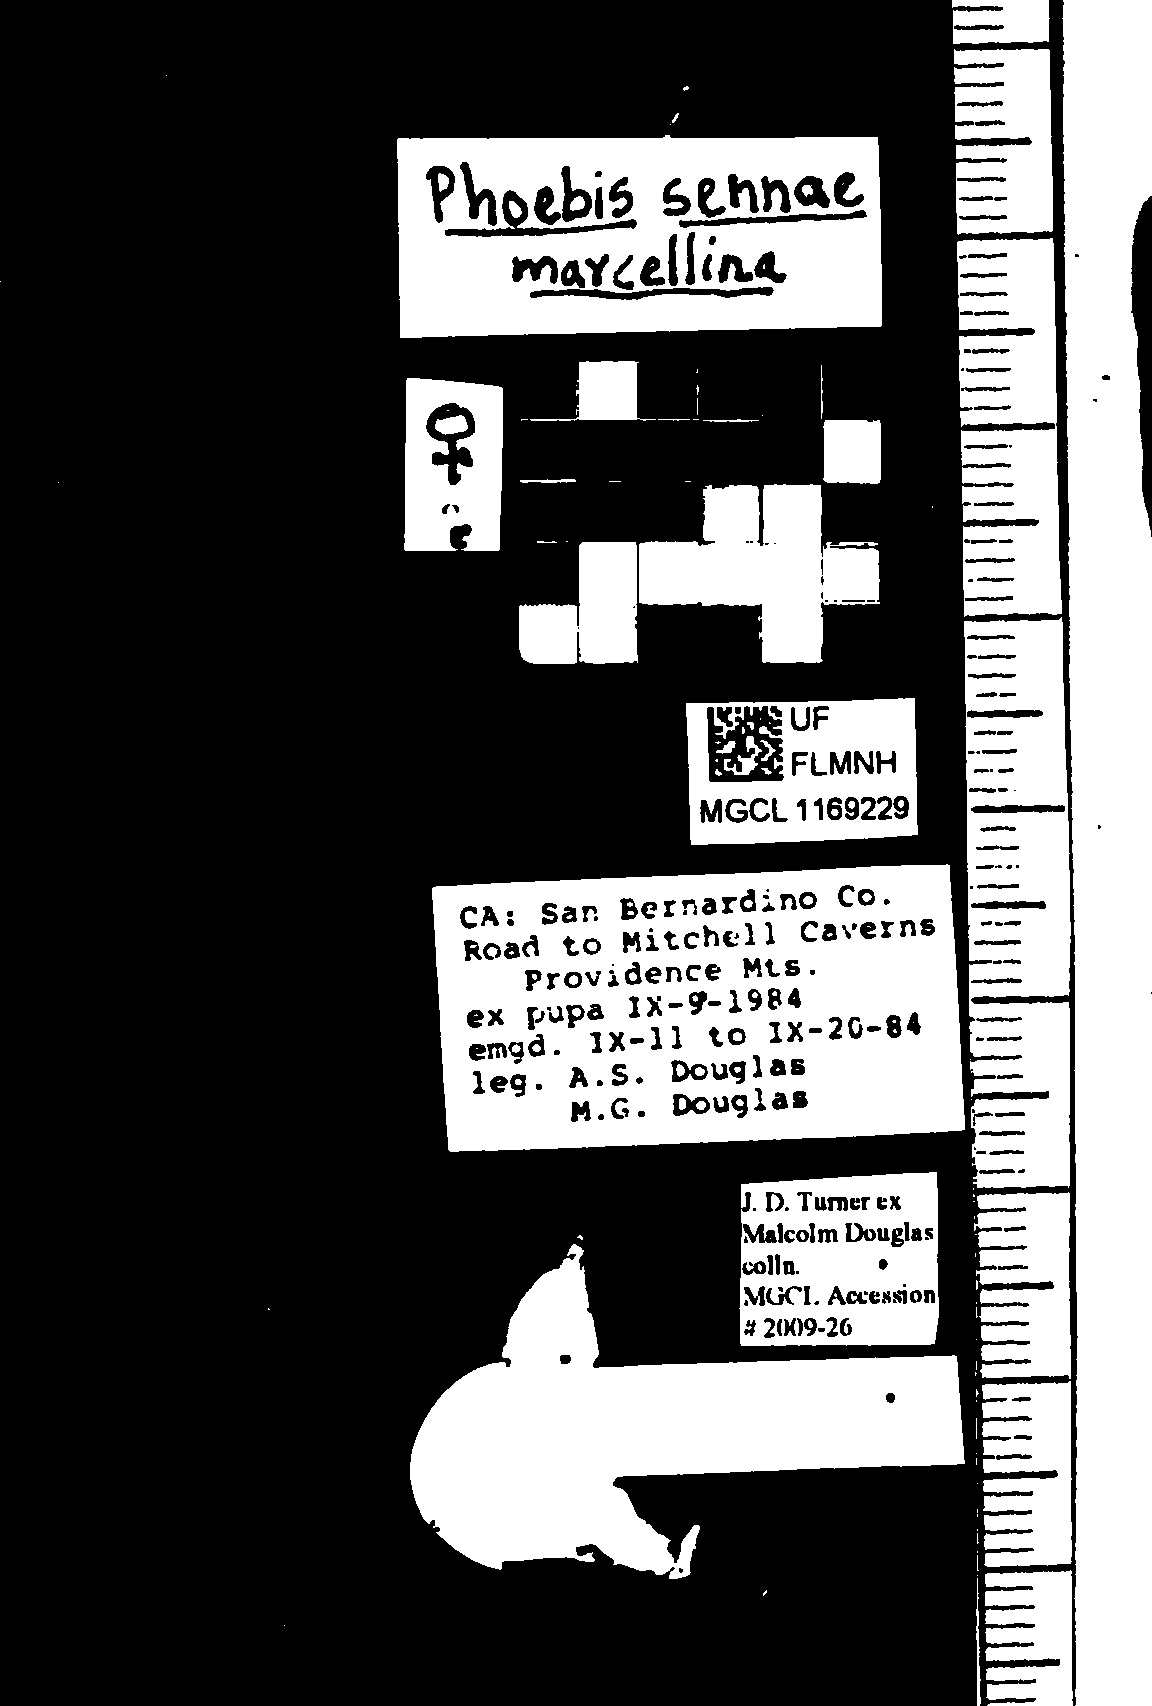 Phoebis sennae
marcellina
♀
UF
FLMNH
MGCL 1169229
CA: San Bernardino Co.
Road to Mitchell Caverns
Providence Mts.
ex pupa IX-9-1984
emgd. IX-11 to IX-20-84
leg. A.S. Douglas
M.G. Douglas
J. D. Turner ex
Malcolm Douglas
colln.
MGCL Accession
# 2009-26